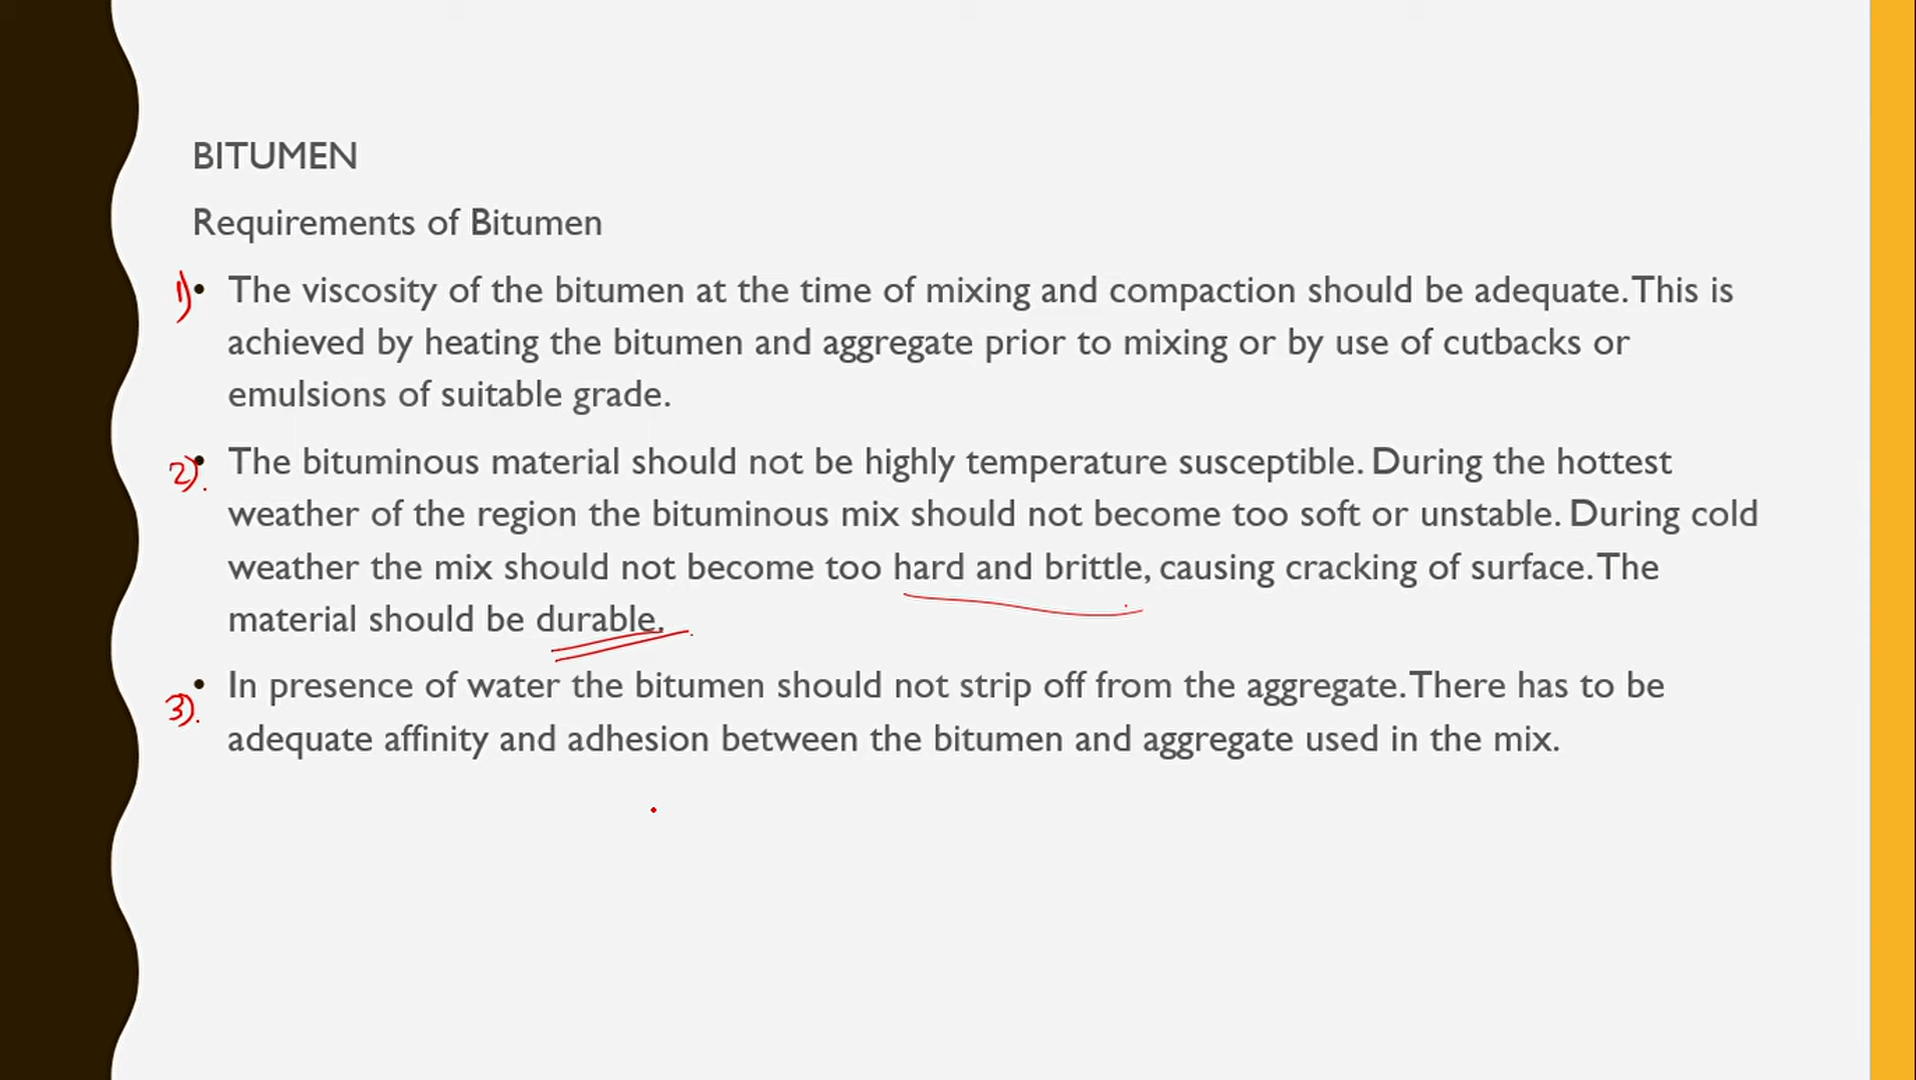 BITUMEN
Requirements of Bitumen
1) • The viscosity of the bitumen at the time of mixing and compaction should be adequate. This is
achieved by heating the bitumen and aggregate prior to mixing or by use of cutbacks or
emulsions of suitable grade.
2). • The bituminous material should not be highly temperature susceptible. During the hottest
weather of the region the bituminous mix should not become too soft or unstable. During cold
weather the mix should not become too hard and brittle, causing cracking of surface. The
material should be durable.
3). • In presence of water the bitumen should not strip off from the aggregate. There has to be
adequate affinity and adhesion between the bitumen and aggregate used in the mix.